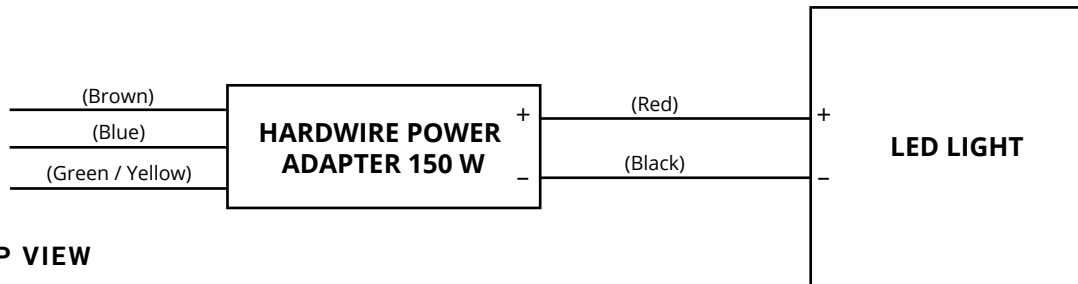 (Brown)
(Blue)
(Green / Yellow)
HARDWIRE POWER
ADAPTER 150 W
+
−
(Red)
(Black)
+
−
LED LIGHT
P VIEW